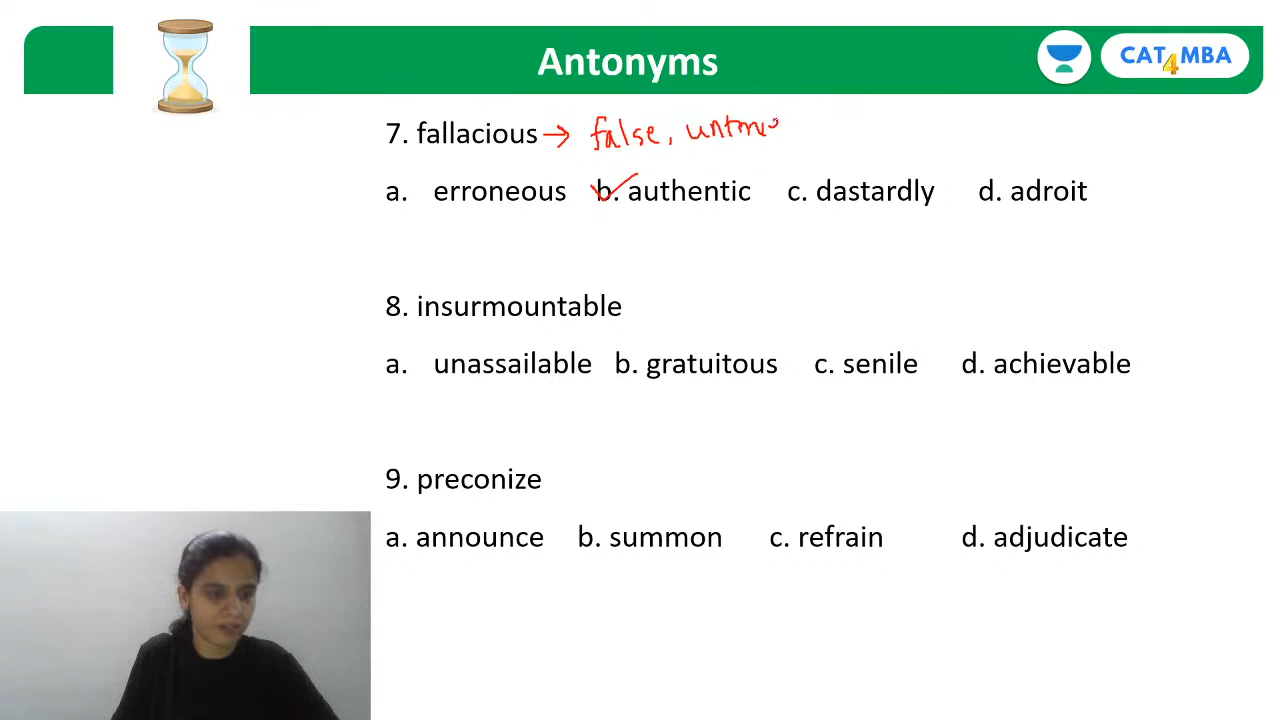 Antonyms
CAT4MBA
7. fallacious → false,
a. erroneous b. authentic c. dastardly d. adroit
8. insurmountable
a. unassailable b. gratuitous c. senile d. achievable
9. preconize
a. announce b. summon c. refrain d. adjudicate